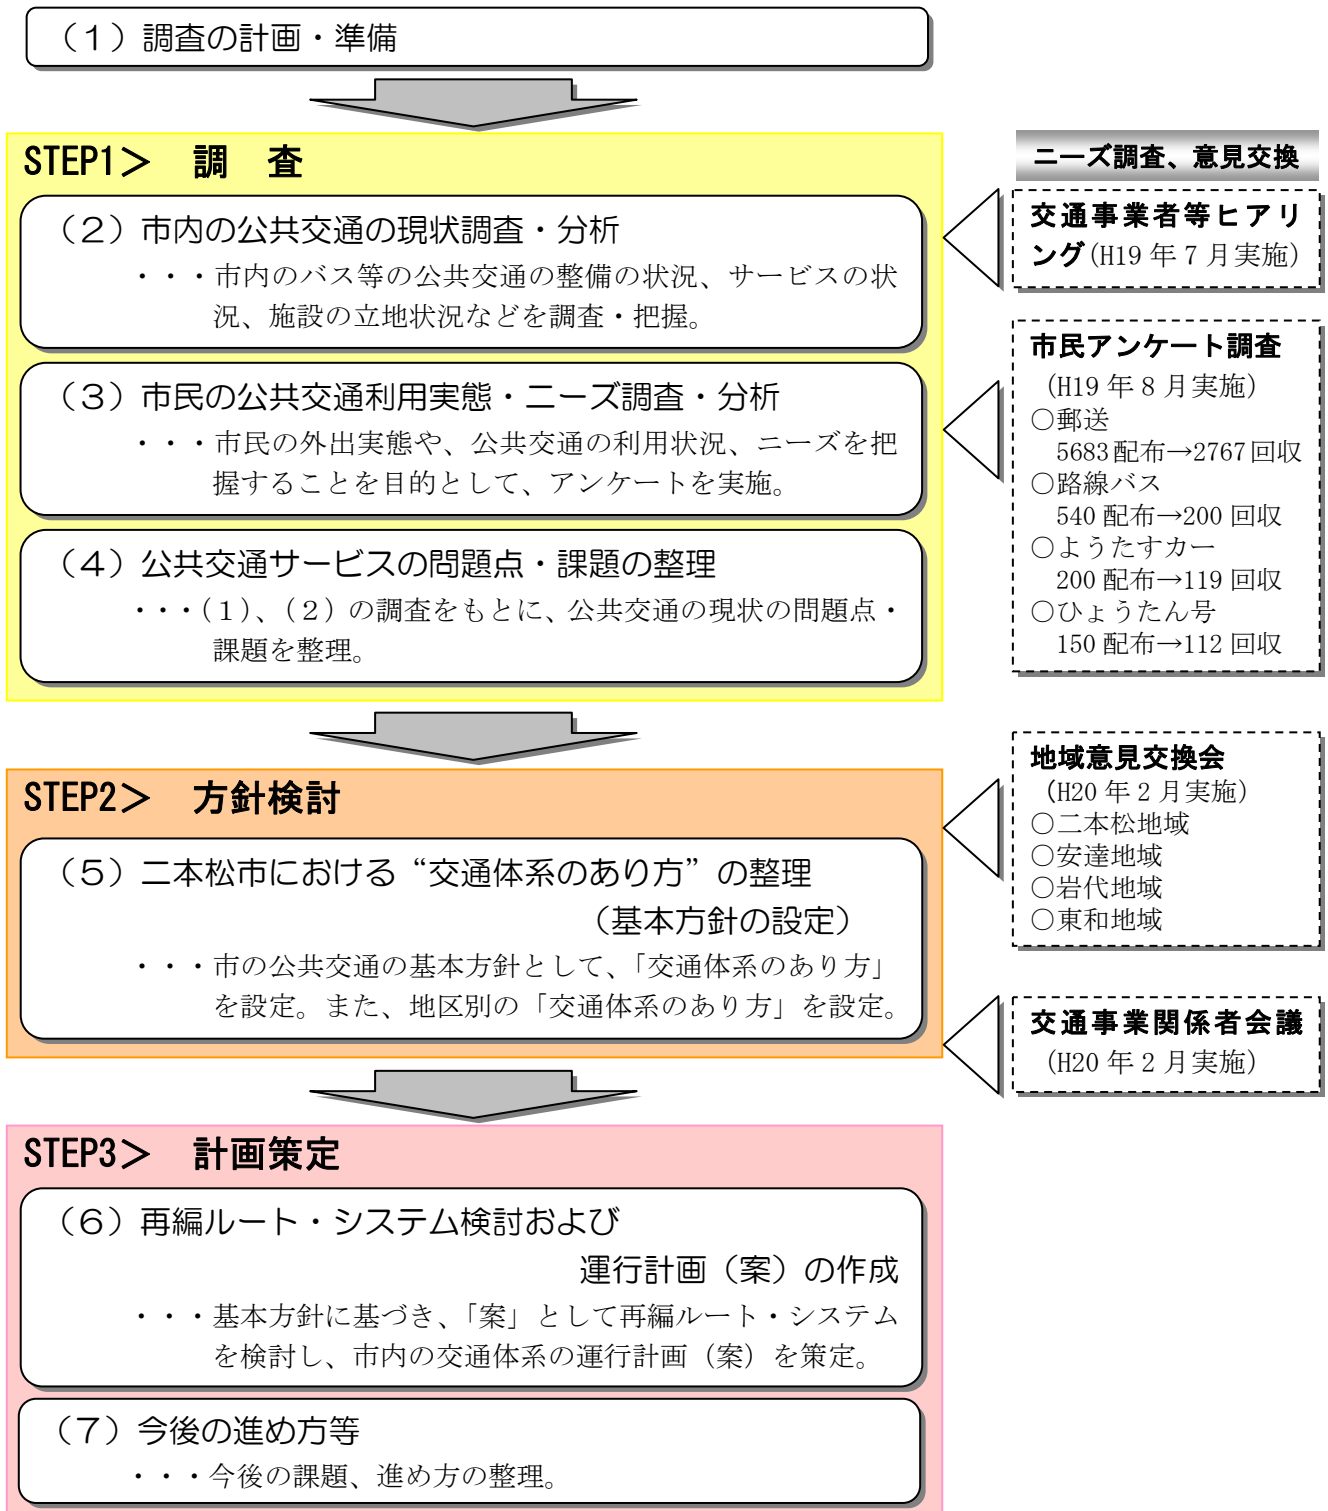 （１）調査の計画・準備
STEP1＞　調　査
（２）市内の公共交通の現状調査・分析
・・・市内のバス等の公共交通の整備の状況、サービスの状
況、施設の立地状況などを調査・把握。
（３）市民の公共交通利用実態・ニーズ調査・分析
・・・市民の外出実態や、公共交通の利用状況、ニーズを把
握することを目的として、アンケートを実施。
（４）公共交通サービスの問題点・課題の整理
・・・（１）、（２）の調査をもとに、公共交通の現状の問題点・
課題を整理。
STEP2＞　方針検討
（５）二本松市における“交通体系のあり方”の整理
（基本方針の設定）
・・・市の公共交通の基本方針として、「交通体系のあり方」
を設定。また、地区別の「交通体系のあり方」を設定。
STEP3＞　計画策定
（６）再編ルート・システム検討および
運行計画（案）の作成
・・・基本方針に基づき、「案」として再編ルート・システム
を検討し、市内の交通体系の運行計画（案）を策定。
（７）今後の進め方等
・・・今後の課題、進め方の整理。
ニーズ調査、意見交換
交通事業者等ヒアリ
ング(H19 年 7 月実施)
市民アンケート調査
(H19 年 8 月実施)
○郵送
5683 配布→2767 回収
○路線バス
540 配布→200 回収
○ようたすカー
200 配布→119 回収
○ひょうたん号
150 配布→112 回収
地域意見交換会
(H20 年 2 月実施)
○二本松地域
○安達地域
○岩代地域
○東和地域
交通事業関係者会議
(H20 年 2 月実施)